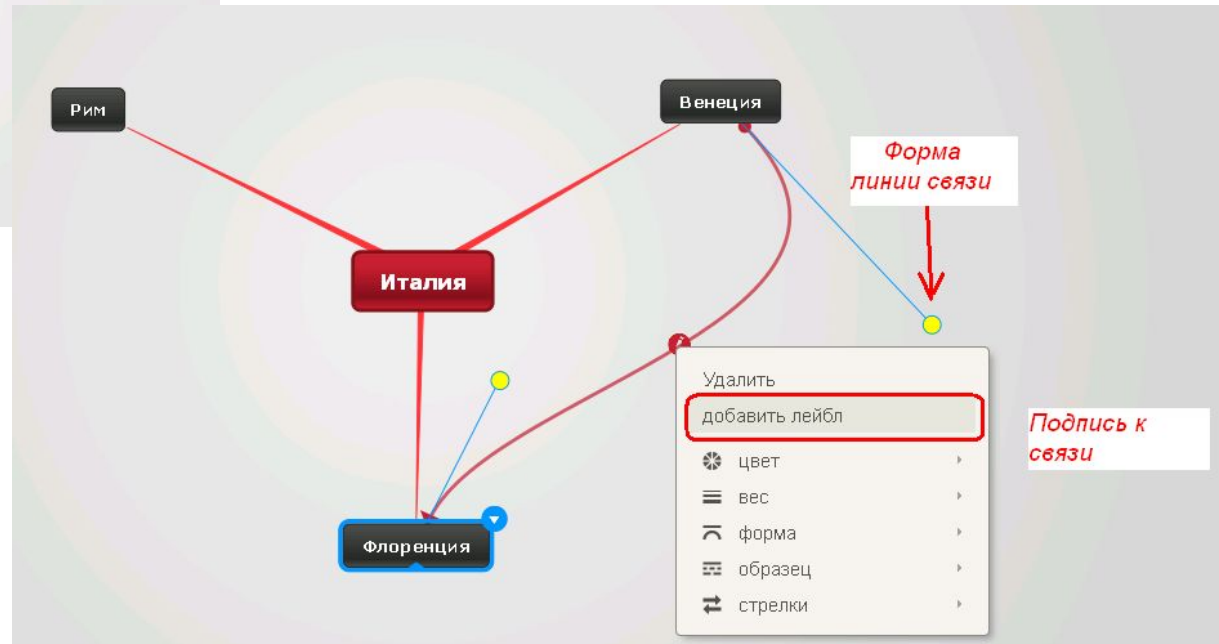 Рим
Венеция
Форма
линии связи
Италия
Удалить
добавить лейбл
Подпись к
связи
цвет
вес
форма
Флоренция
образец
стрелки